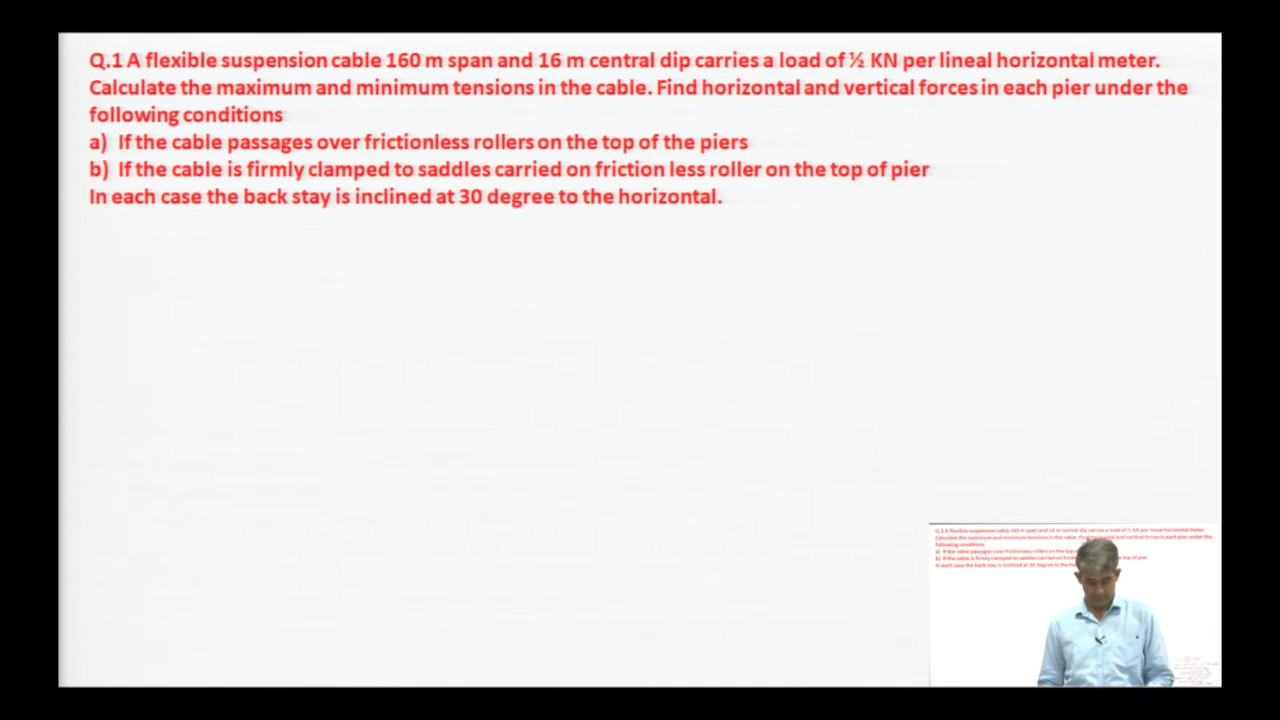 Q.1 A flexible suspension cable 160 m span and 16 m central dip carries a load of ½ KN per lineal horizontal meter.
Calculate the maximum and minimum tensions in the cable. Find horizontal and vertical forces in each pier under the
following conditions
a) If the cable passages over frictionless rollers on the top of the piers
b) If the cable is firmly clamped to saddles carried on friction less roller on the top of pier
In each case the back stay is inclined at 30 degree to the horizontal.